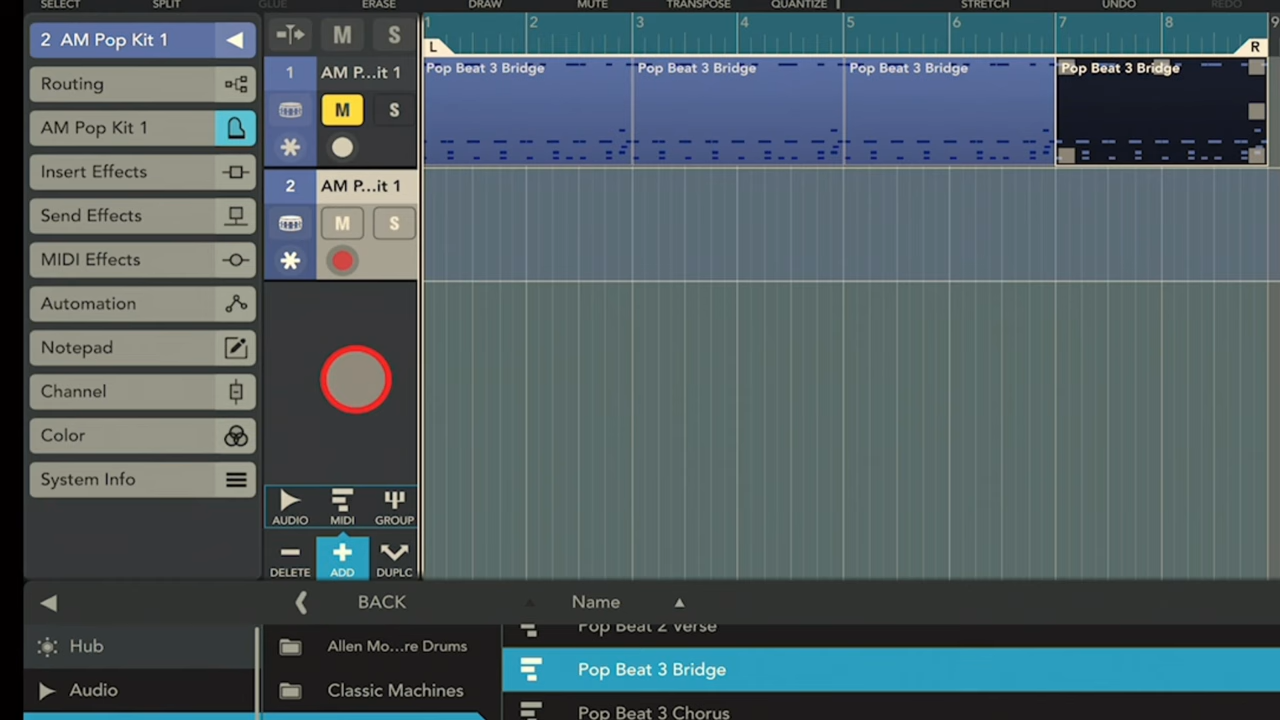 SELECT SPLIT GLUE ERASE DRAW MUTE TRANSPOSE QUANTIZE STRETCH UNDO REDO
2 AM Pop Kit 1
M S
1 2 3 4 5 6 7 8 9
L R
Routing
1 AM P...it 1
Pop Beat 3 Bridge Pop Beat 3 Bridge Pop Beat 3 Bridge Pop Beat 3 Bridge
AM Pop Kit 1
M S
Insert Effects
2 AM P...it 1
Send Effects
M S
MIDI Effects
Automation
Notepad
Channel
Color
System Info
AUDIO MIDI GROUP
DELETE ADD DUPLC
BACK Name
Hub
Allen Mo...re Drums
Pop Beat 2 Verse
Pop Beat 3 Bridge
Audio
Classic Machines
Pop Beat 3 Chorus